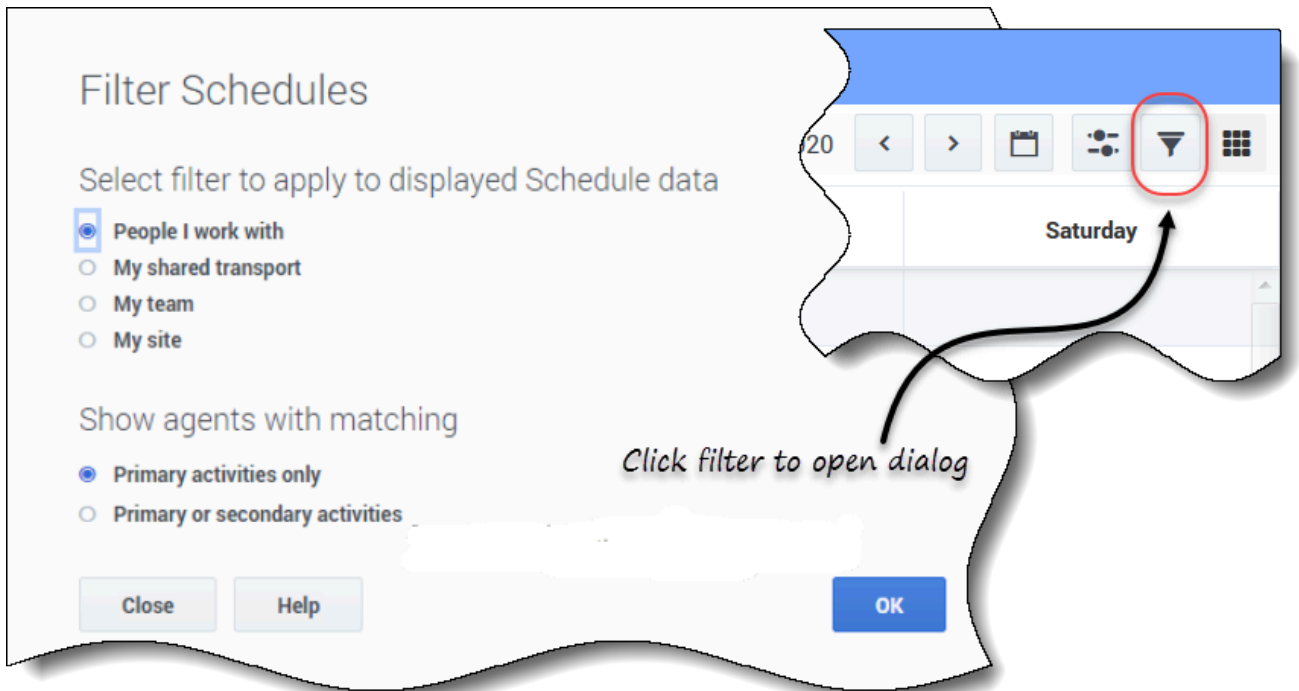 Filter Schedules
Select filter to apply to displayed Schedule data
People I work with
My shared transport
My team
My site
Show agents with matching
Primary activities only
Primary or secondary activities
Close
Help
OK
20
Saturday
Click filter to open dialog